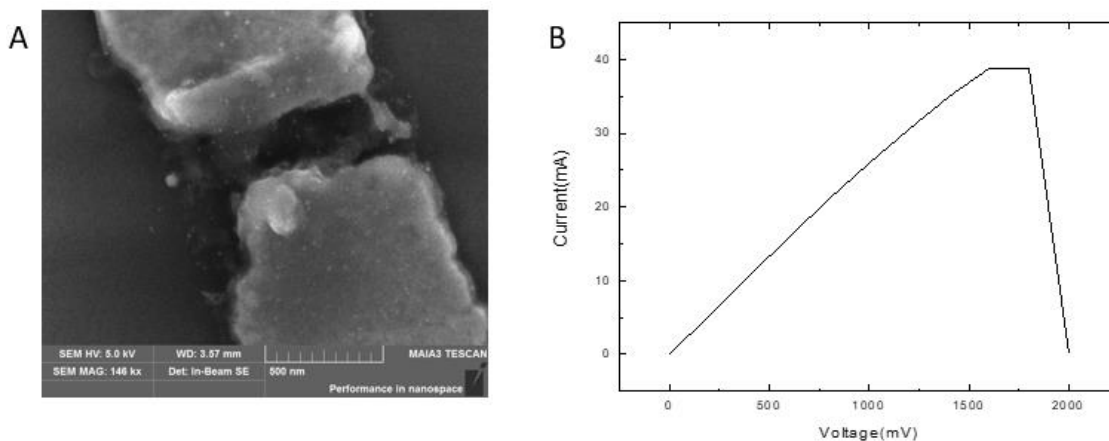 A
SEM HV: 5.0 kV WD: 3.57 mm MAIA3 TESCAN
SEM MAG: 146 kx Det: In-Beam SE 500 nm
Performance in nanospace
B
Current(mA)
40
30
20
10
0
0 500 1000 1500 2000
Voltage(mV)